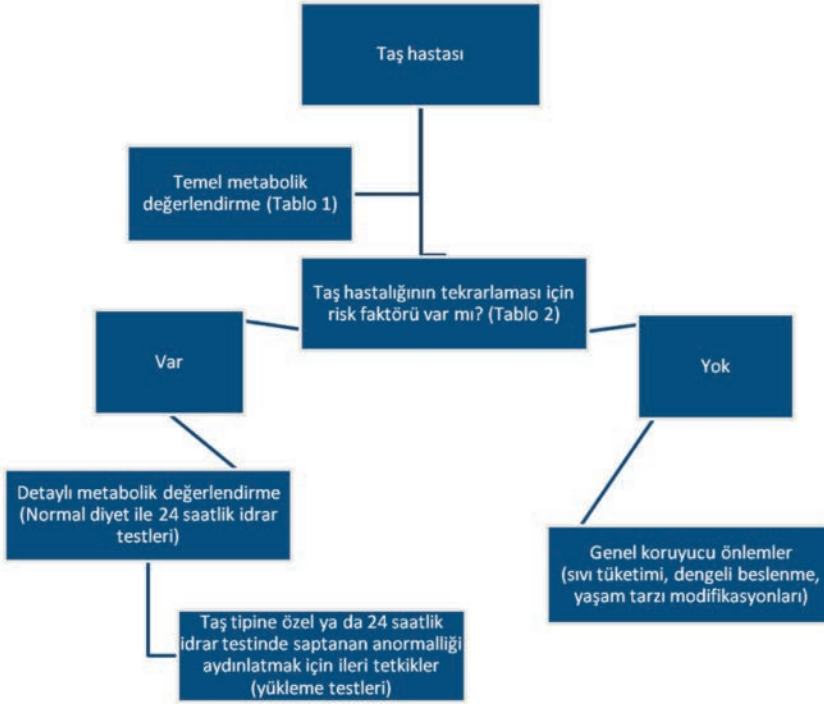 Taş hastası
Temel metabolik
değerlendirme (Tablo 1)
Taş hastalığının tekrarlaması için
risk faktörü var mı? (Tablo 2)
Var
Yok
Detaylı metabolik değerlendirme
(Normal diyet ile 24 saatlik idrar
testleri)
Genel koruyucu önlemler
(sıvı tüketimi, dengeli beslenme,
yaşam tarzı modifikasyonları)
Taş tipine özel ya da 24 saatlik
idrar testinde saptanan anormalliği
aydınlatmak için ileri tetkikler
(yükleme testleri)